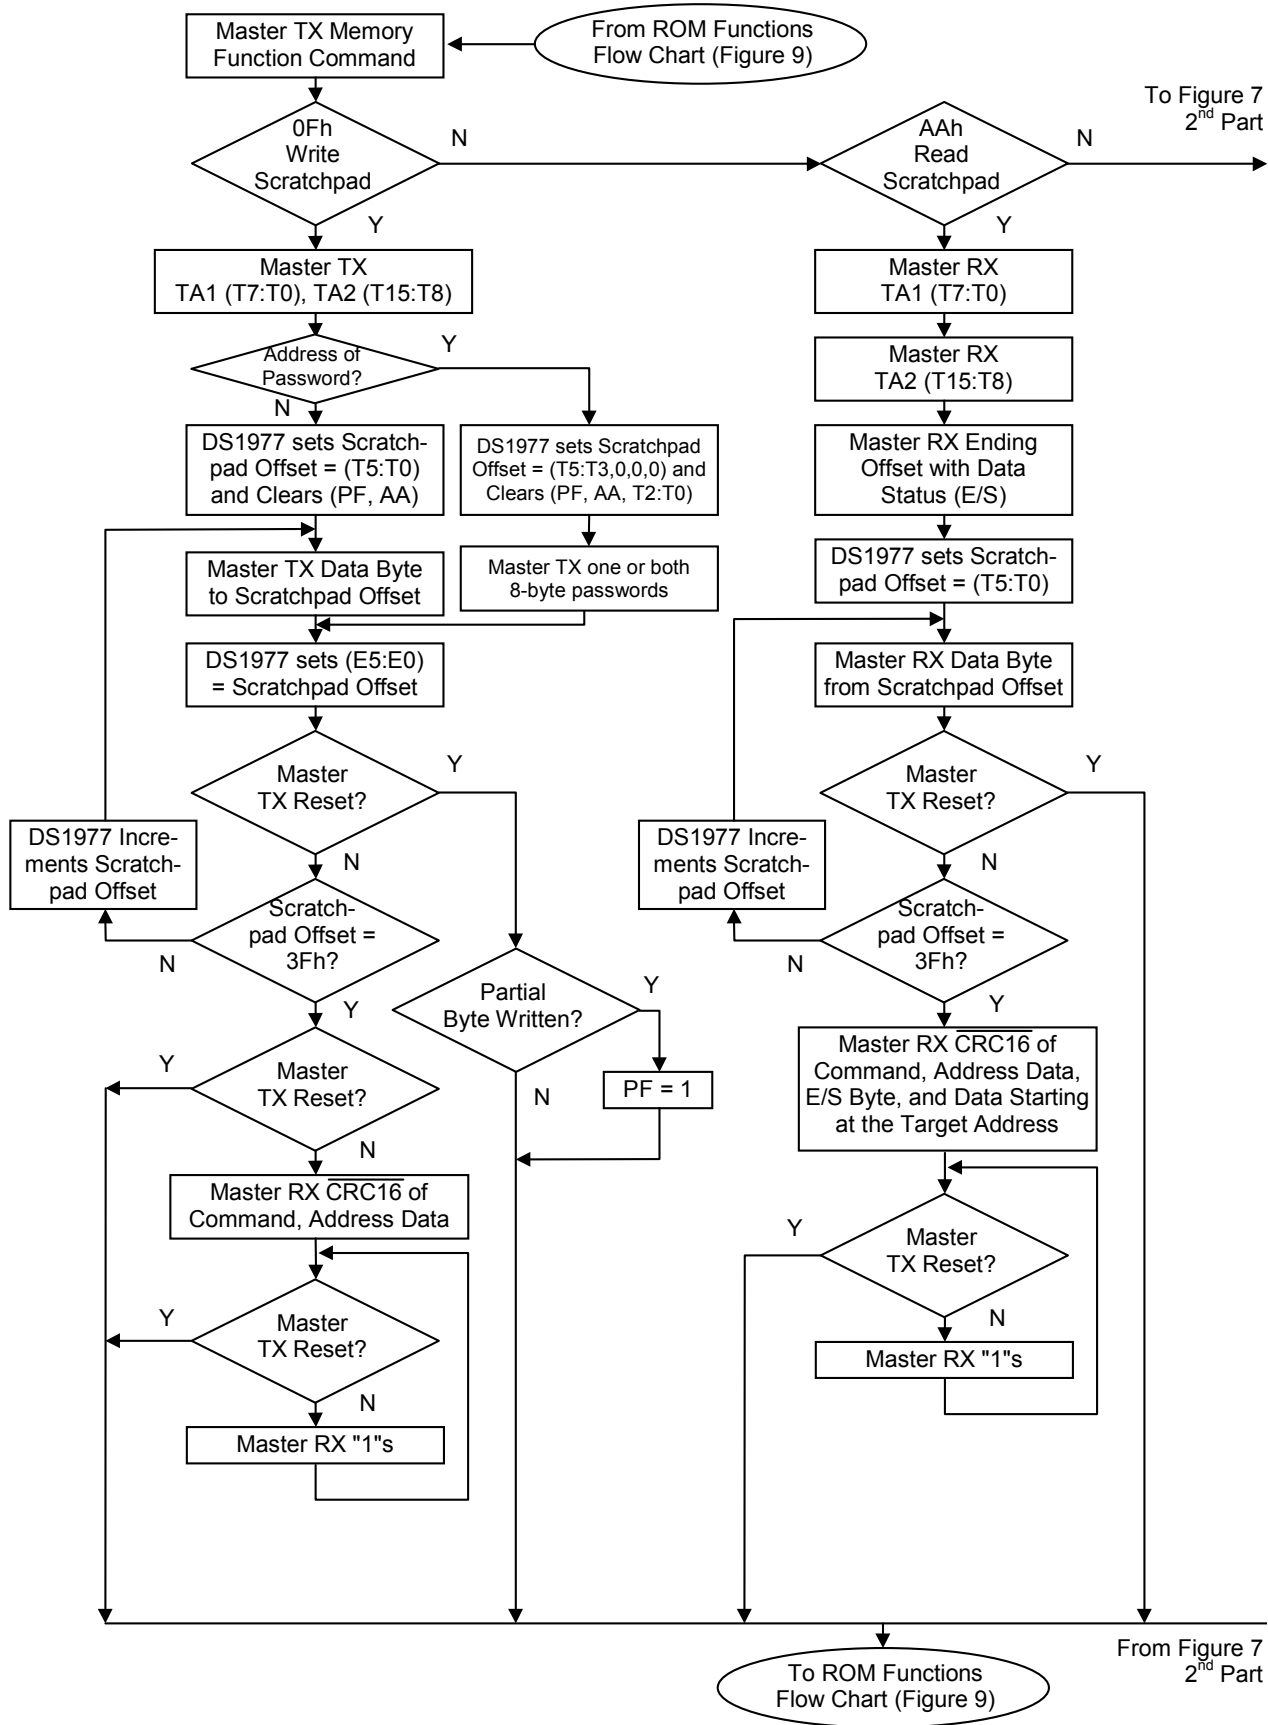 Master TX Memory
Function Command
From ROM Functions
Flow Chart (Figure 9)
To Figure 7
2nd Part
0Fh
Write
Scratchpad
N
Y
AAh
Read
Scratchpad
N
Y
Master TX
TA1 (T7:T0), TA2 (T15:T8)
Address of
Password?
Y
N
DS1977 sets Scratch-
pad Offset = (T5:T0)
and Clears (PF, AA)
DS1977 sets Scratchpad
Offset = (T5:T3,0,0,0) and
Clears (PF, AA, T2:T0)
Master TX Data Byte
to Scratchpad Offset
Master TX one or both
8-byte passwords
DS1977 sets (E5:E0)
= Scratchpad Offset
Master
TX Reset?
Y
N
DS1977 Incre-
ments Scratch-
pad Offset
Scratch-
pad Offset =
3Fh?
N
Y
Partial
Byte Written?
Y
N
PF = 1
Master
TX Reset?
Y
N
Master RX CRC16 of
Command, Address Data
Master
TX Reset?
Y
N
Master RX "1"s
Master RX
TA1 (T7:T0)
Master RX
TA2 (T15:T8)
Master RX Ending
Offset with Data
Status (E/S)
DS1977 sets Scratch-
pad Offset = (T5:T0)
Master RX Data Byte
from Scratchpad Offset
Master
TX Reset?
Y
N
DS1977 Incre-
ments Scratch-
pad Offset
Scratch-
pad Offset =
3Fh?
N
Y
Master RX CRC16 of
Command, Address Data,
E/S Byte, and Data Starting
at the Target Address
Master
TX Reset?
Y
N
Master RX "1"s
From Figure 7
2nd Part
To ROM Functions
Flow Chart (Figure 9)